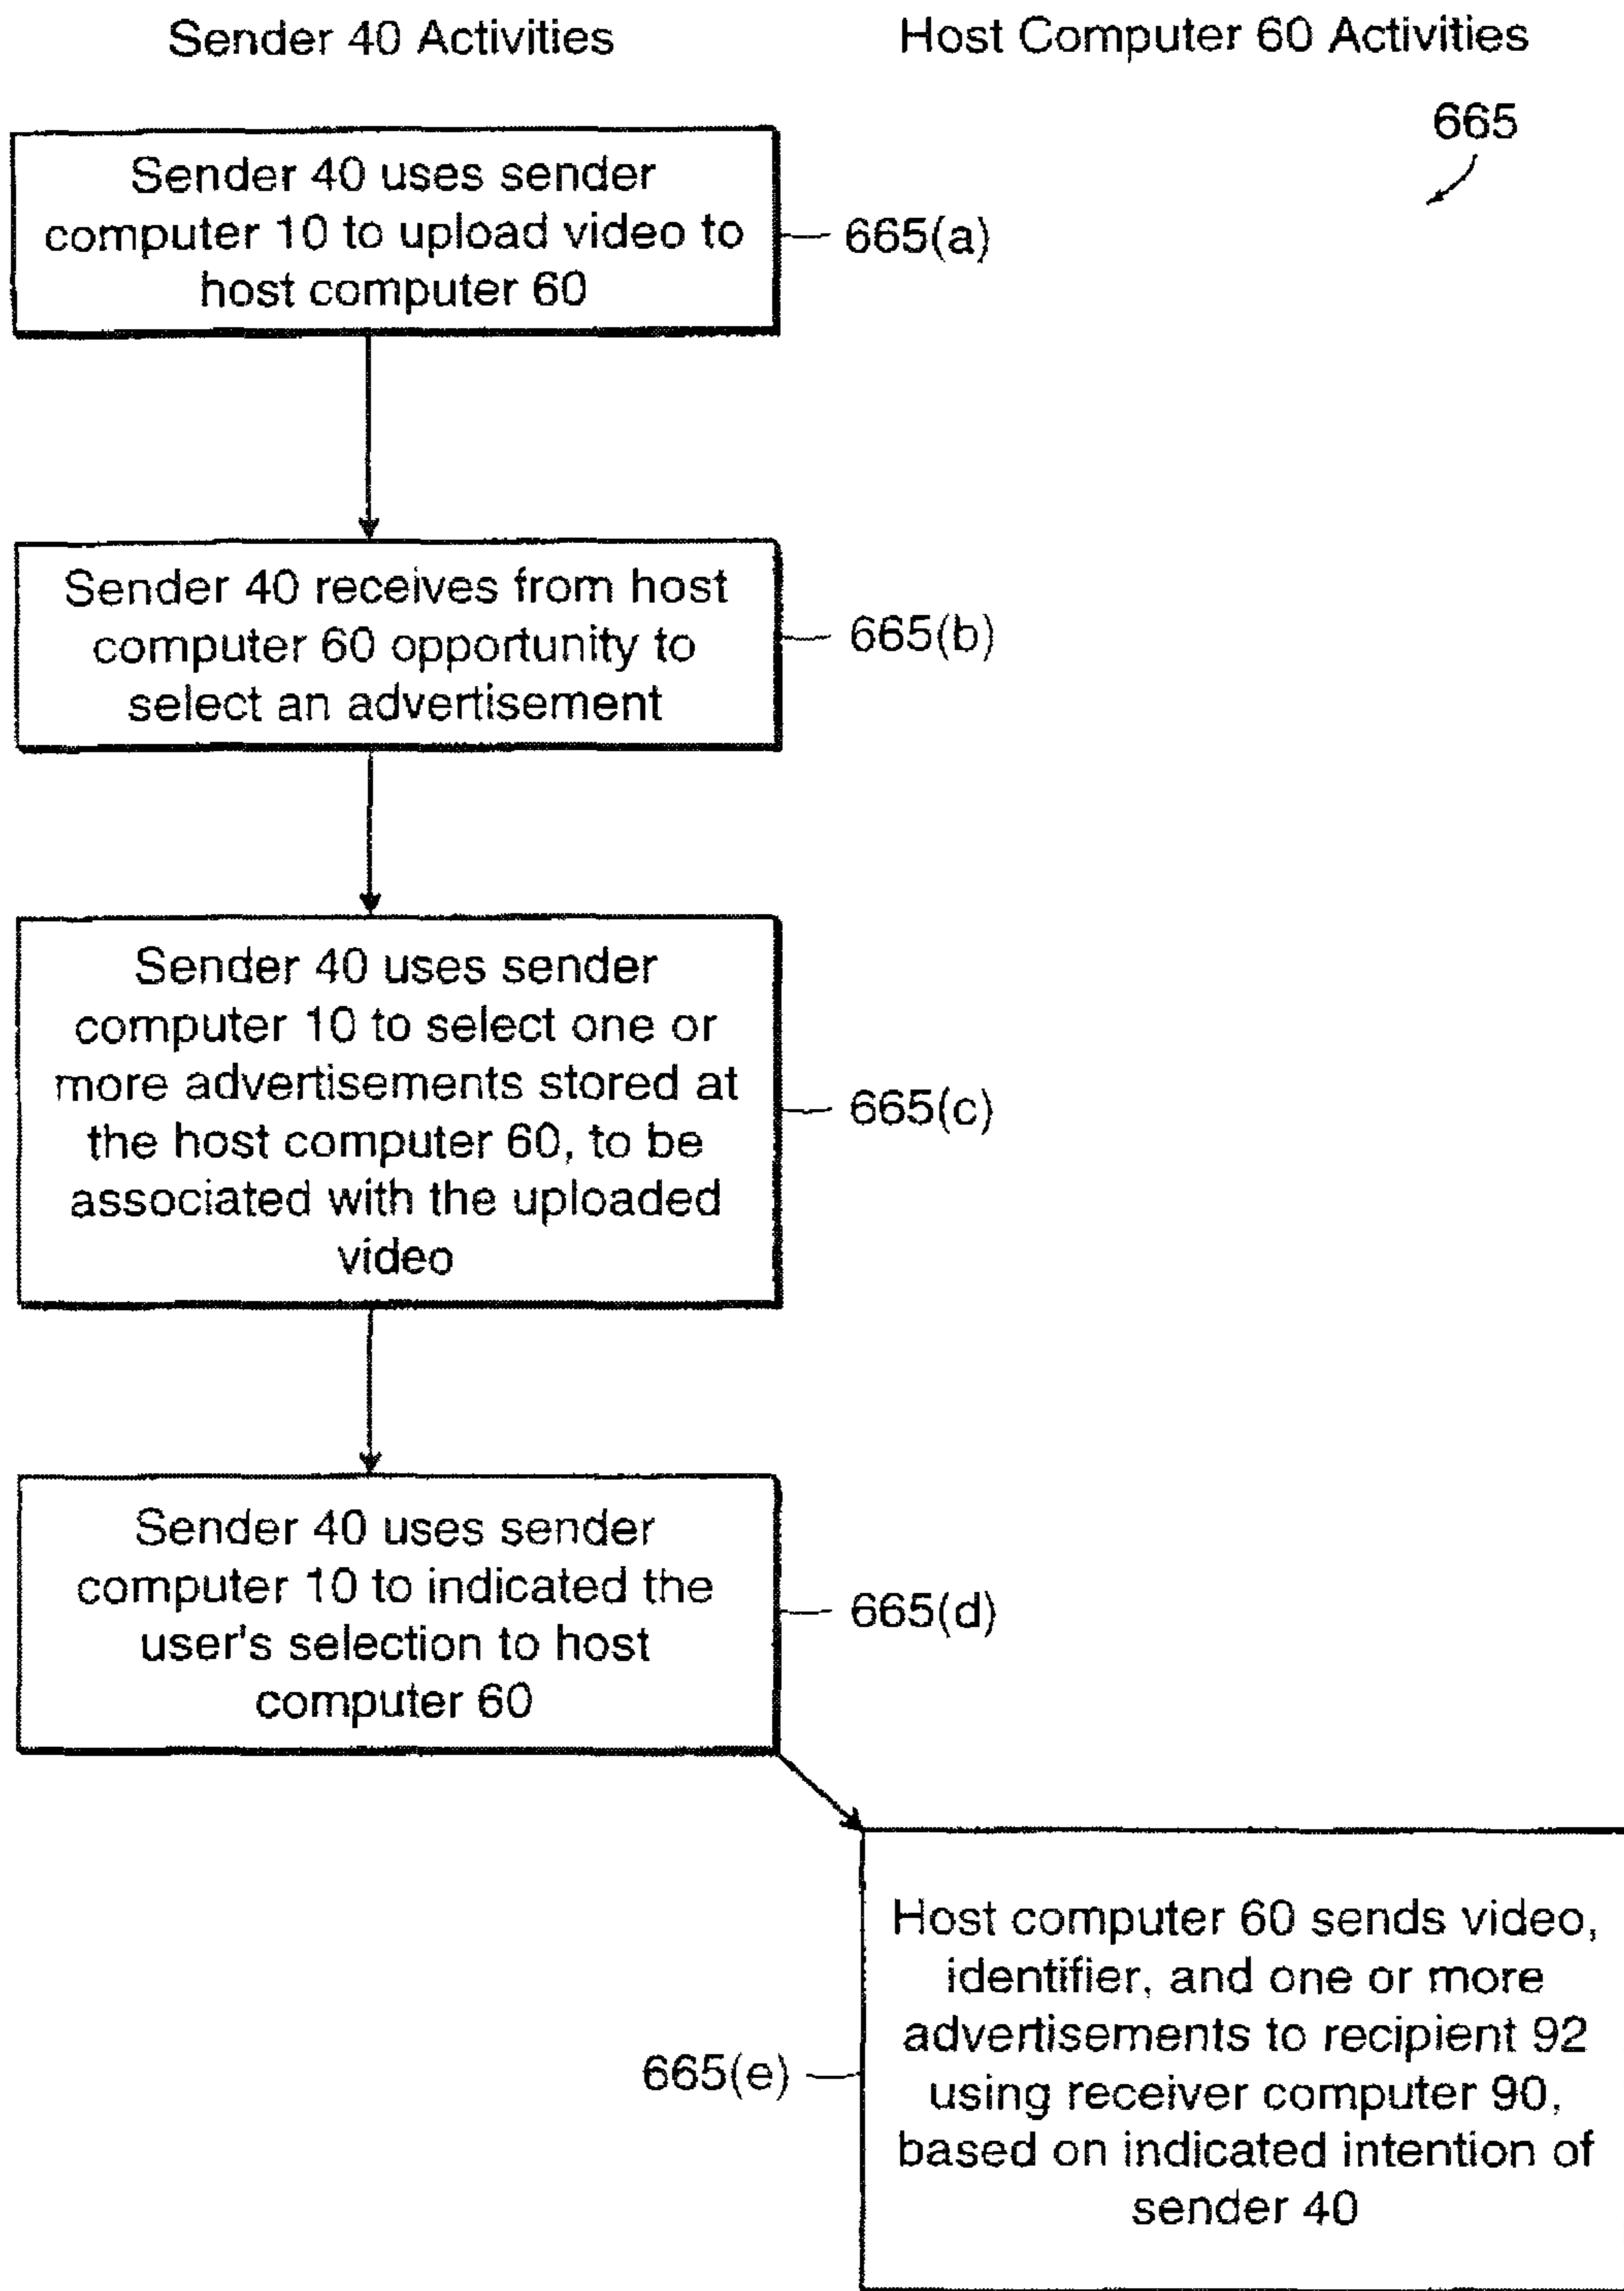 Sender 40 Activities
Host Computer 60 Activities
665
Sender 40 uses sender
computer 10 to upload video to
host computer 60
665(a)
Sender 40 receives from host
computer 60 opportunity to
select an advertisement
665(b)
Sender 40 uses sender
computer 10 to select one or
more advertisements stored at
the host computer 60, to be
associated with the uploaded
video
665(c)
Sender 40 uses sender
computer 10 to indicated the
user's selection to host
computer 60
665(d)
Host computer 60 sends video,
identifier, and one or more
advertisements to recipient 92
using receiver computer 90,
based on indicated intention of
sender 40
665(e)